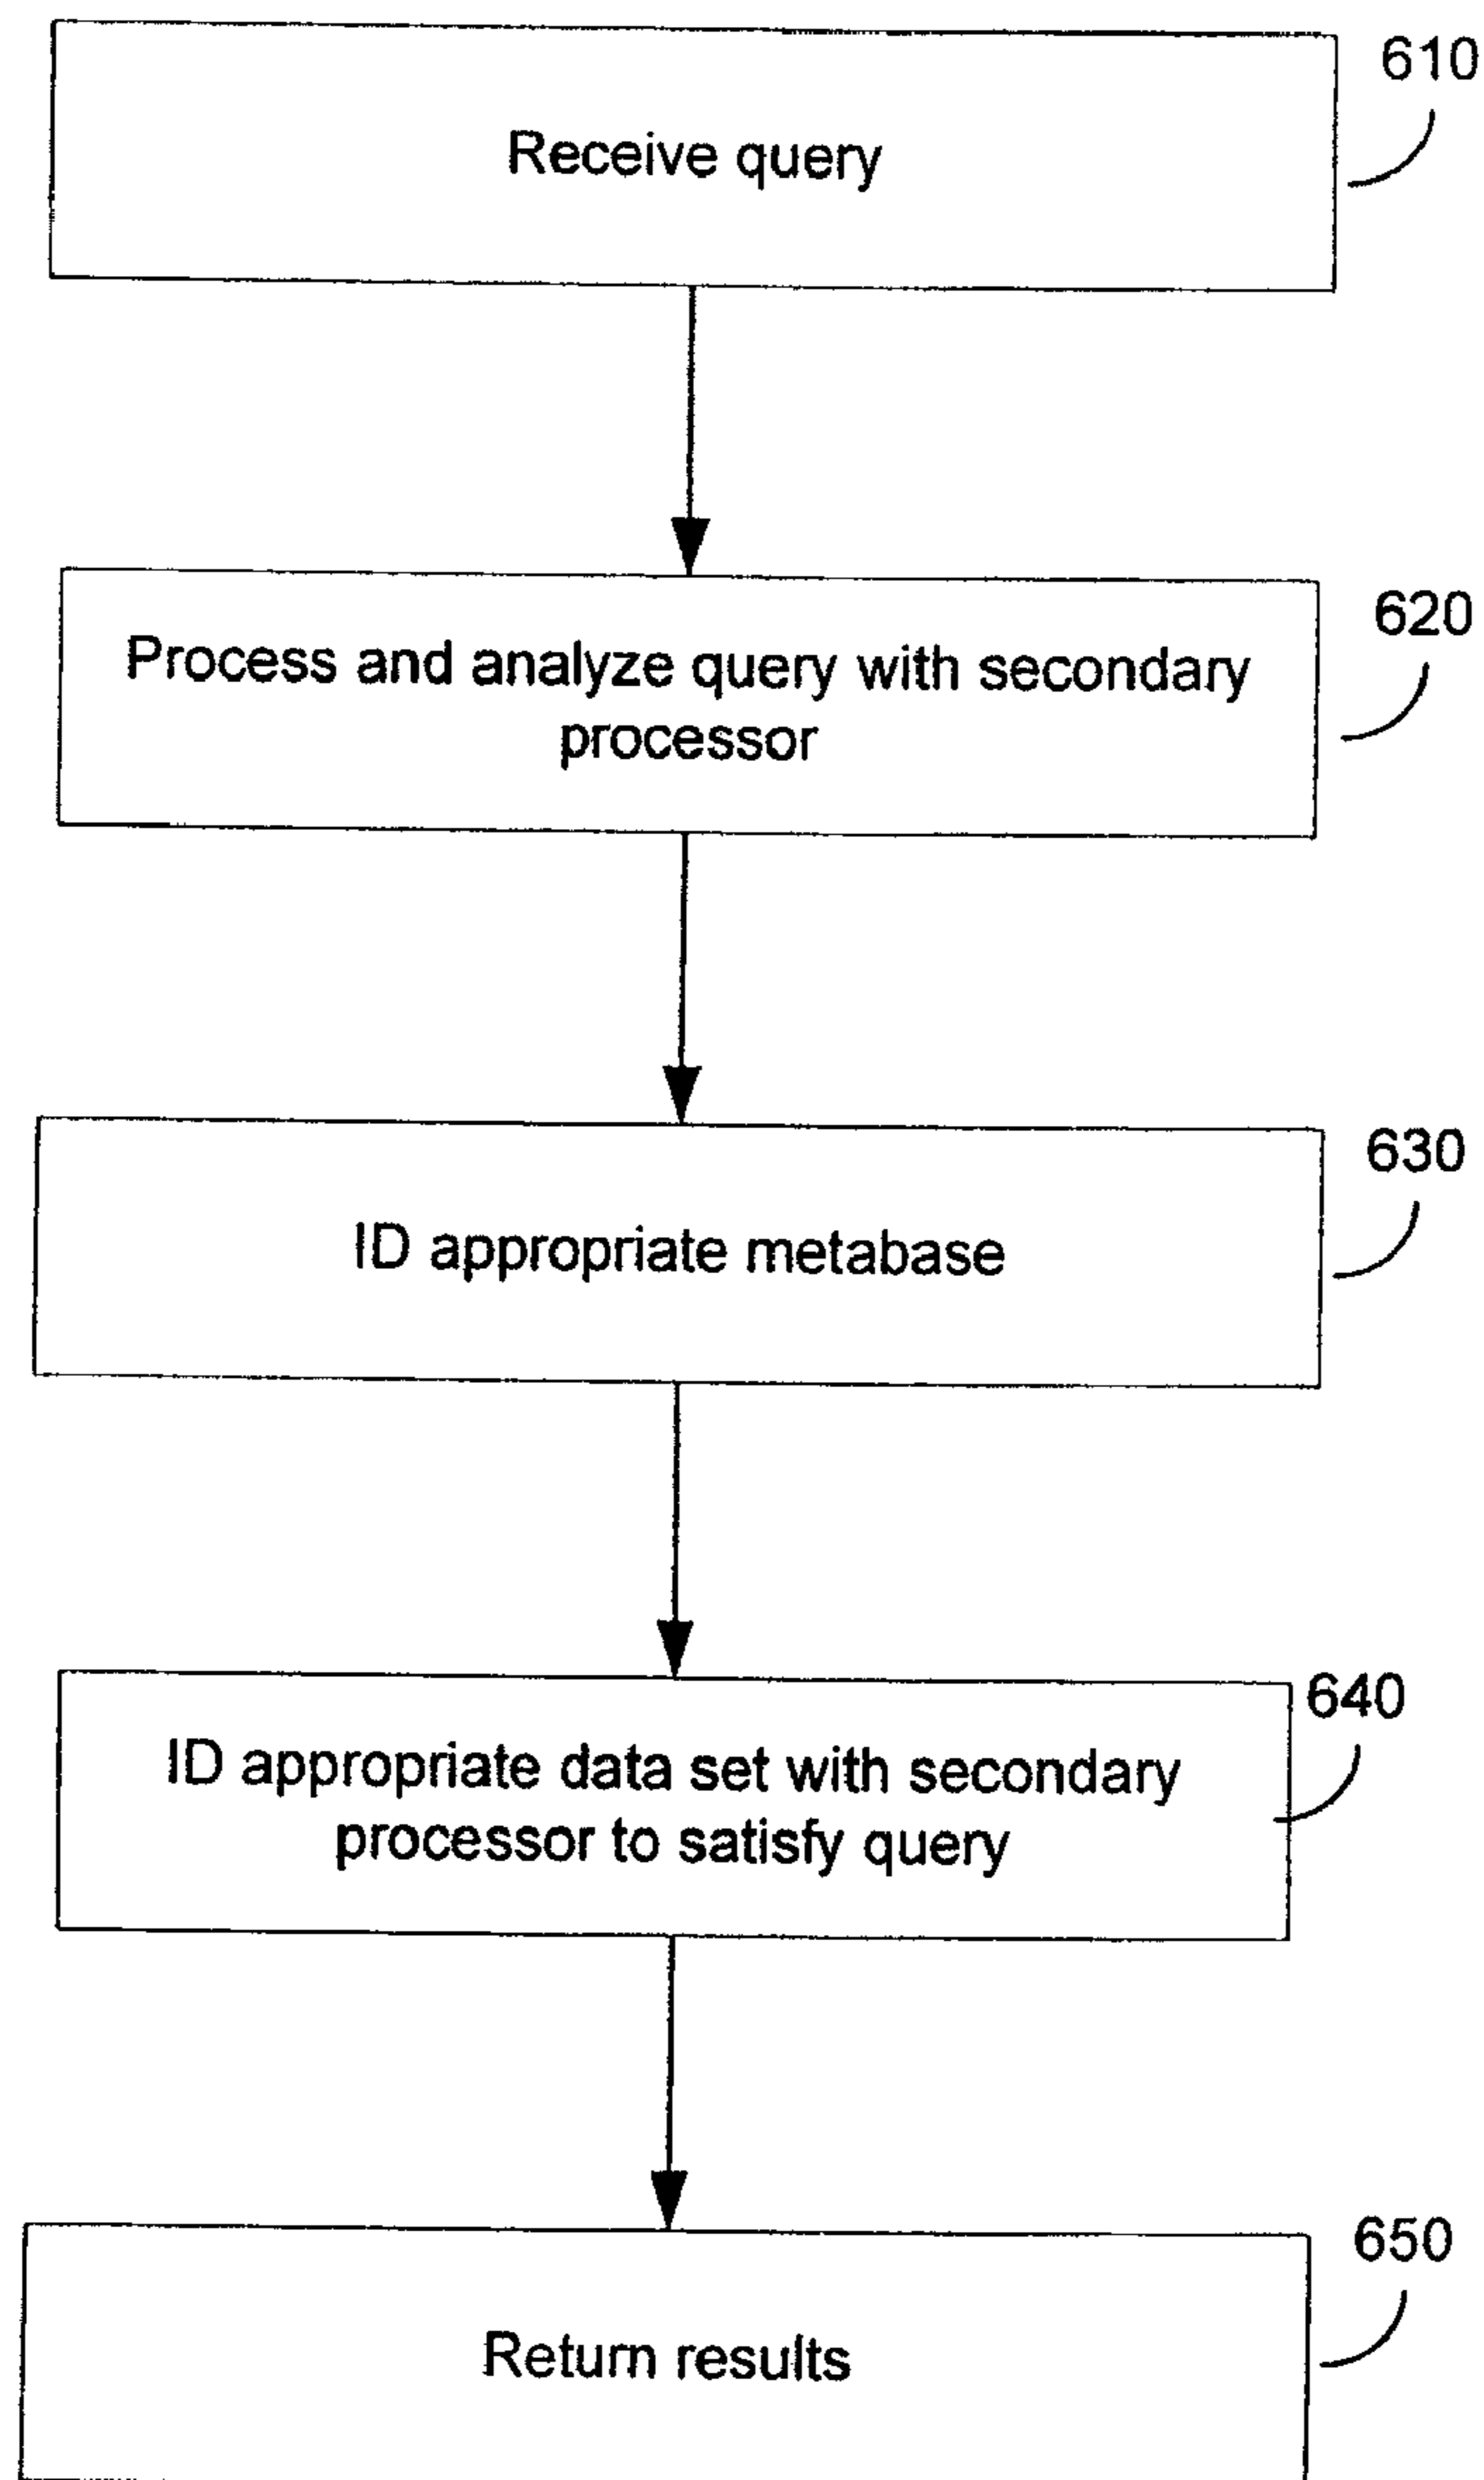 610
Receive query
620
Process and analyze query with secondary
processor
630
ID appropriate metabase
640
ID appropriate data set with secondary
processor to satisfy query
650
Return results